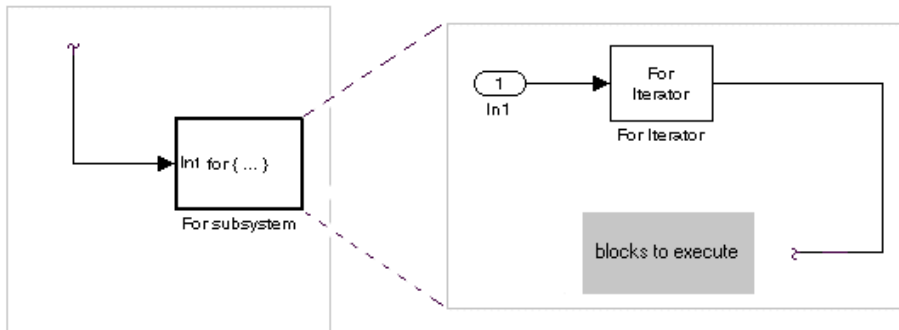 In1 for { ... }
For subsystem
1
In1
For
Iterator
For Iterator
blocks to execute